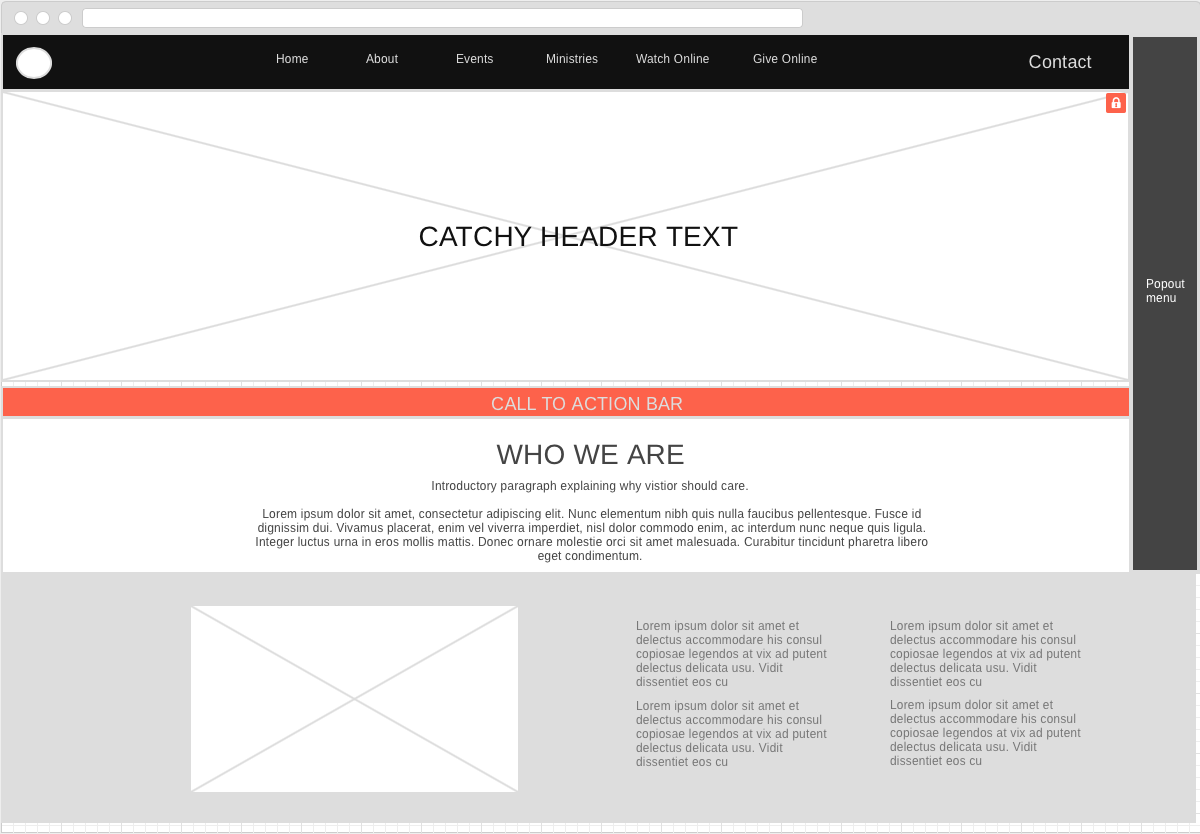 Home About Events Ministries Watch Online Give Online Contact
CATCHY HEADER TEXT
Popout
menu
CALL TO ACTION BAR
WHO WE ARE
Introductory paragraph explaining why vistior should care.
Lorem ipsum dolor sit amet, consectetur adipiscing elit. Nunc elementum nibh quis nulla faucibus pellentesque. Fusce id
dignissim dui. Vivamus placerat, enim vel viverra imperdiet, nisl dolor commodo enim, ac interdum nunc neque quis ligula.
Integer luctus urna in eros mollis mattis. Donec ornare molestie orci sit amet malesuada. Curabitur tincidunt pharetra libero
eget condimentum.
Lorem ipsum dolor sit amet et
delectus accommodare his consul
copiosae legendos at vix ad putent
delectus delicata usu. Vidit
dissentiet eos cu
Lorem ipsum dolor sit amet et
delectus accommodare his consul
copiosae legendos at vix ad putent
delectus delicata usu. Vidit
dissentiet eos cu
Lorem ipsum dolor sit amet et
delectus accommodare his consul
copiosae legendos at vix ad putent
delectus delicata usu. Vidit
dissentiet eos cu
Lorem ipsum dolor sit amet et
delectus accommodare his consul
copiosae legendos at vix ad putent
delectus delicata usu. Vidit
dissentiet eos cu